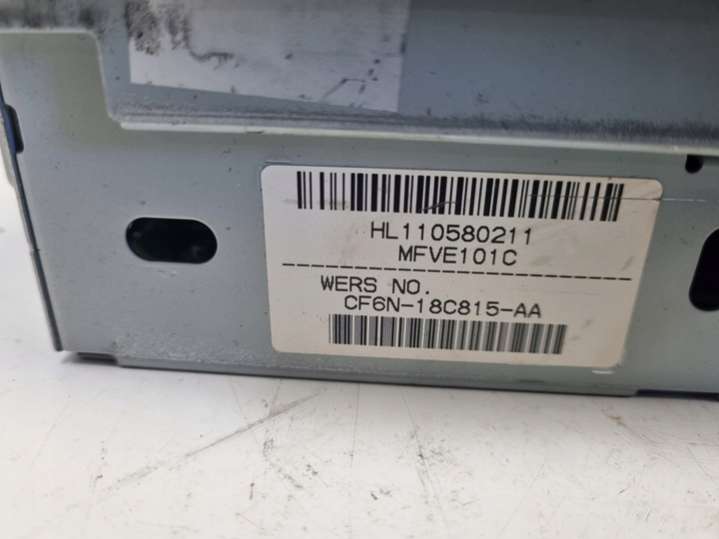 HL110580211
MFVE101C
WERS NO.
CF6N-18C815-AA